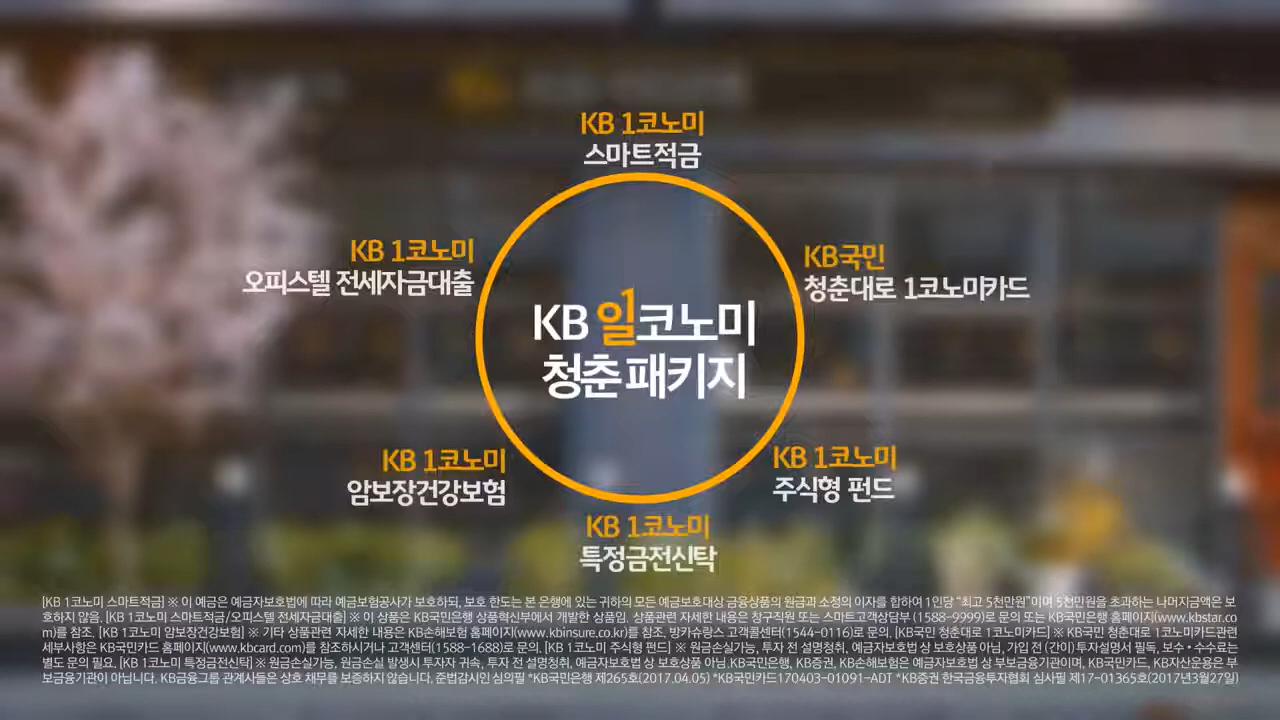 KB 1코노미
스마트적금
KB 1코노미
오피스텔 전세자금대출
KB국민
청춘대로 1코노미카드
KB 일코노미
청춘패키지
KB 1코노미
암보장건강보험
KB 1코노미
주식형 펀드
KB 1코노미
특정금전신탁
[KB 1코노미 스마트적금] ※ 이 예금은 예금자보호법에 따라 예금보험공사가 보호하되, 보호 한도는 본 은행에 있는 귀하의 모든 예금보호대상 금융상품의 원금과 소정의 이자를 합하여 1인당 "최고 5천만원"이며 5천만원을 초과하는 나머지금액은 보
호하지 않음. [KB 1코노미 스마트적금/오피스텔 전세자금대출] ※ 이 상품은 KB국민은행 상품혁신부에서 개발한 상품임. 상품관련 자세한 내용은 창구직원 또는 스마트고객상담부 (1588-9999)로 문의 또는 KB국민은행 홈페이지(www.kbstar.co
m)를 참조. [KB 1코노미 암보장건강보험] ※ 기타 상품관련 자세한 내용은 KB손해보험 홈페이지(www.kbinsure.co.kr)를 참조. 방카슈랑스 고객콜센터(1544-0116)로 문의. [KB국민 청춘대로 1코노미카드] ※ KB국민 청춘대로 1코노미카드관련
세부사항은 KB국민카드 홈페이지(www.kbcard.com)를 참조하시거나 고객센터(1588-1688)로 문의. [KB 1코노미 주식형 펀드] ※ 원금손실가능, 투자 전 설명청취, 예금자보호법 상 보호상품 아님, 가입 전 (간이)투자설명서 필독, 보수·수수료는
별도 문의 필요. [KB 1코노미 특정금전신탁] ※ 원금손실가능, 원금손실 발생시 투자자 귀속, 투자 전 설명청취, 예금자보호법 상 보호상품 아님.KB국민은행, KB증권, KB손해보험은 예금자보호법 상 부보금융기관이며, KB국민카드, KB자산운용은 부
보금융기관이 아닙니다. KB금융그룹 관계사들은 상호 채무를 보증하지 않습니다. 준법감시인 심의필 *KB국민은행 제265호(2017.04.05) *KB국민카드170403-01091-ADT *KB증권 한국금융투자협회 심사필 제17-01365호(2017년3월27일)